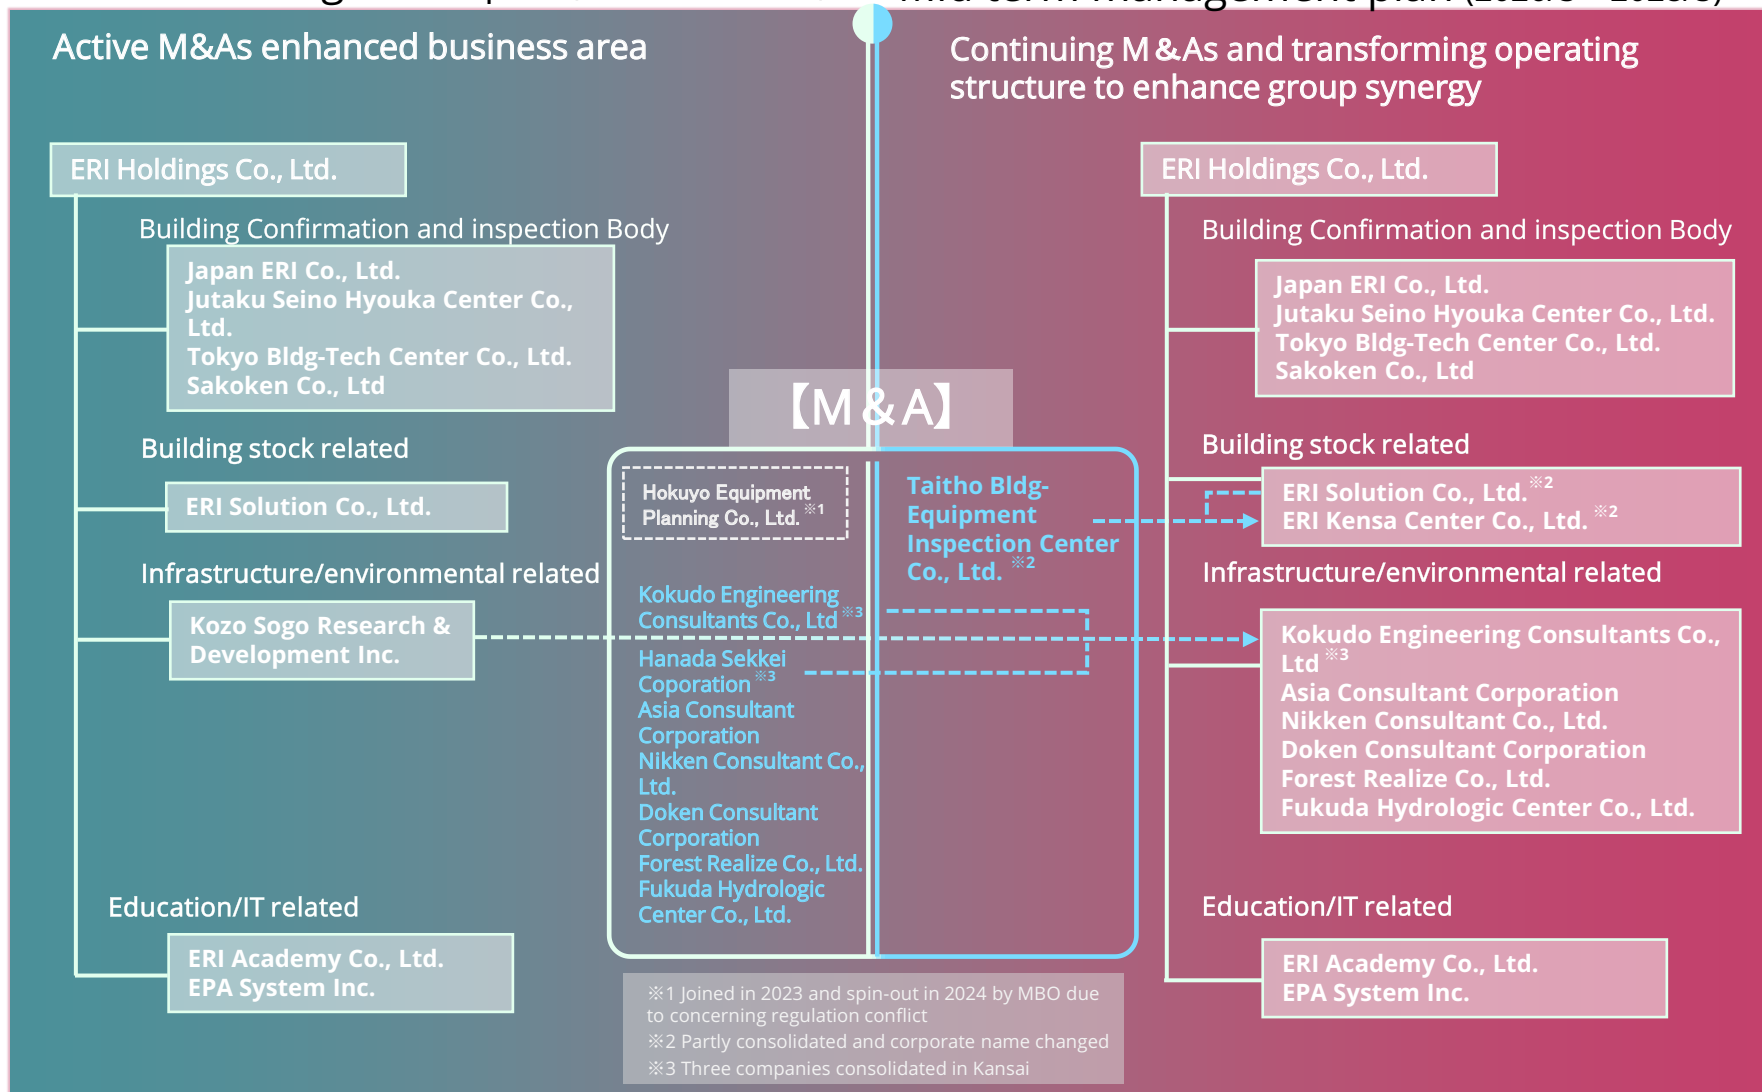 mid term management plan
Active M&As enhanced business area
ERI Holdings Co., Ltd.
Building Confirmation and inspection Body
Japan ERI Co., Ltd.
Jutaku Seino Hyouka Center Co.,
Ltd.
Tokyo Bldg-Tech Center Co., Ltd.
Sakoken Co., Ltd
Building stock related
ERI Solution Co., Ltd.
Infrastructure/environmental related
Kozo Sogo Research &
Development Inc.
Education/IT related
ERI Academy Co., Ltd.
EPA System Inc.
【M&A】
Hokuyo Equipment
Planning Co., Ltd. ※1
Kokudo Engineering
Consultants Co., Ltd ※3
Hanada Sekkei
Coporation ※3
Asia Consultant
Corporation
Nikken Consultant Co.,
Ltd.
Doken Consultant
Corporation
Forest Realize Co., Ltd.
Fukuda Hydrologic
Center Co., Ltd.
Taitho Bldg-
Equipment
Inspection Center
Co., Ltd. ※2
※1 Joined in 2023 and spin-out in 2024 by MBO due
to concerning regulation conflict
※2 Partly consolidated and corporate name changed
※3 Three companies consolidated in Kansai
Continuing M&As and transforming operating
structure to enhance group synergy
ERI Holdings Co., Ltd.
Building Confirmation and inspection Body
Japan ERI Co., Ltd.
Jutaku Seino Hyouka Center Co., Ltd.
Tokyo Bldg-Tech Center Co., Ltd.
Sakoken Co., Ltd
Building stock related
ERI Solution Co., Ltd. ※2
ERI Kensa Center Co., Ltd. ※2
Infrastructure/environmental related
Kokudo Engineering Consultants Co.,
Ltd ※3
Asia Consultant Corporation
Nikken Consultant Co., Ltd.
Doken Consultant Corporation
Forest Realize Co., Ltd.
Fukuda Hydrologic Center Co., Ltd.
Education/IT related
ERI Academy Co., Ltd.
EPA System Inc.